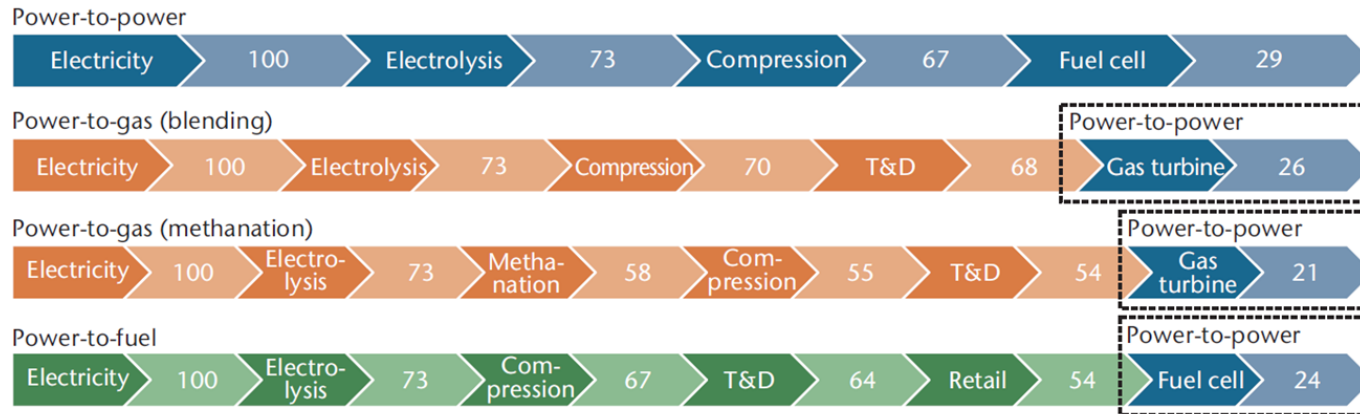 Power-to-power
Electricity 100 Electrolysis 73 Compression 67 Fuel cell 29
Power-to-gas (blending)
Power-to-power
Electricity 100 Electrolysis 73 Compression 70 T&D 68 Gas turbine 26
Power-to-gas (methanation)
Power-to-power
Electricity 100 Electro-
lysis 73 Metha-
nation 58 Com-
pression 55 T&D 54 Gas
turbine 21
Power-to-fuel
Power-to-power
Electricity 100 Electro-
lysis 73 Com-
pression 67 T&D 64 Retail 54 Fuel cell 24